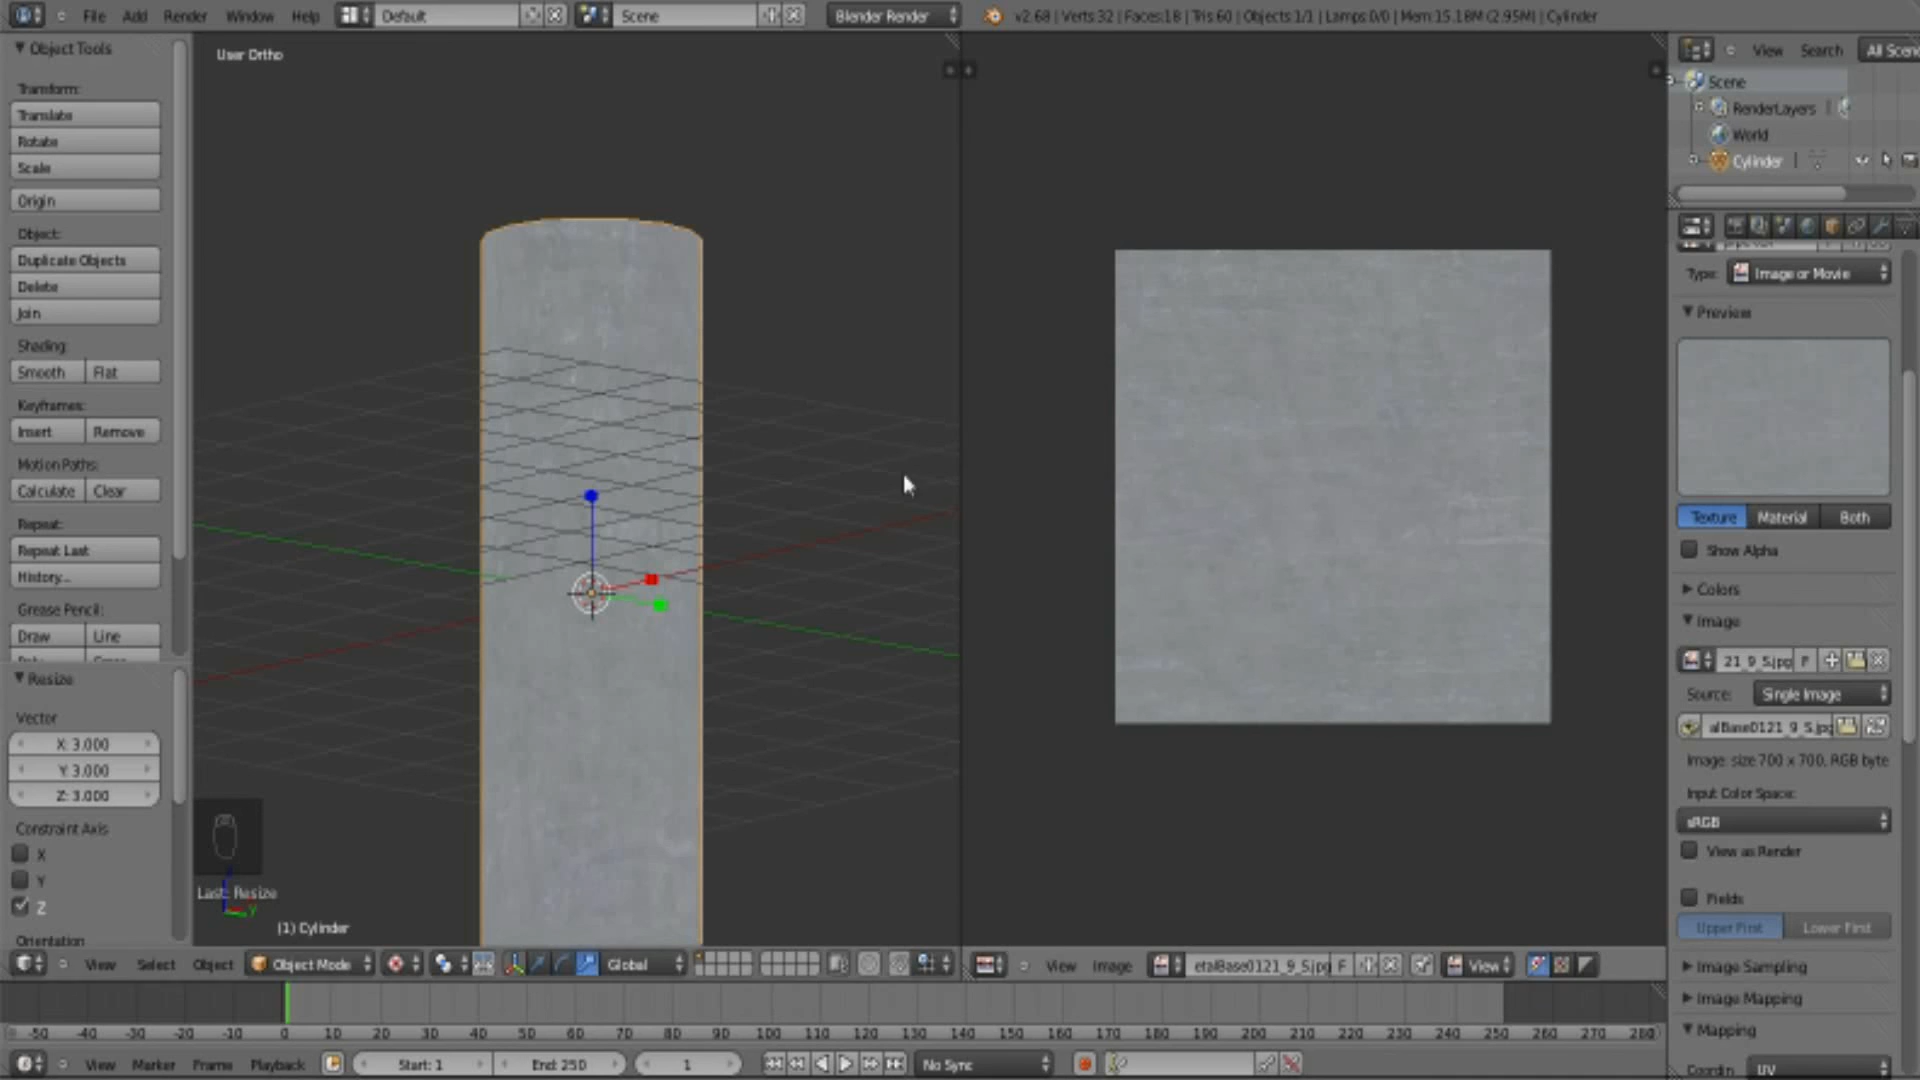 File Add Render Window Help Default Scene Blender Render v2.68 | Verts:32 | Faces:18 | Tris:60 | Objects:1/1 | Lamps:0/0 | Mem:15.18M (2.95M) | Cylinder
Object Tools
Transform:
Translate
Rotate
Scale
Origin
Object:
Duplicate Objects
Delete
Join
Shading:
Smooth Flat
Keyframes:
Insert Remove
Motion Paths:
Calculate Clear
Repeat:
Repeat Last
History...
Grease Pencil:
Draw Line
Resize
Vector
X: 3.000
Y: 3.000
Z: 3.000
Constraint Axis
X
Y
Z
Orientation
User Ortho
Last: Resize
(1) Cylinder
View Select Object Object Mode Global
View Image etalBase0121_9_S.jpg F View
View Search All Scen
Scene
RenderLayers |
World
Cylinder |
Type: Image or Movie
Preview
Texture Material Both
Show Alpha
Colors
Image
21_9_S.jpg F
Source: Single Image
alBase0121_9_S.jpg
Image: size 700 x 700, RGB byte
Input Color Space:
sRGB
View as Render
Fields
Upper First Lower First
Image Sampling
Image Mapping
Mapping
Coordin UV
-50 -40 -30 -20 -10 0 10 20 30 40 50 60 70 80 90 100 110 120 130 140 150 160 170 180 190 200 210 220 230 240 250 260 270 280
View Marker Frame Playback Start: 1 End: 250 1 No Sync